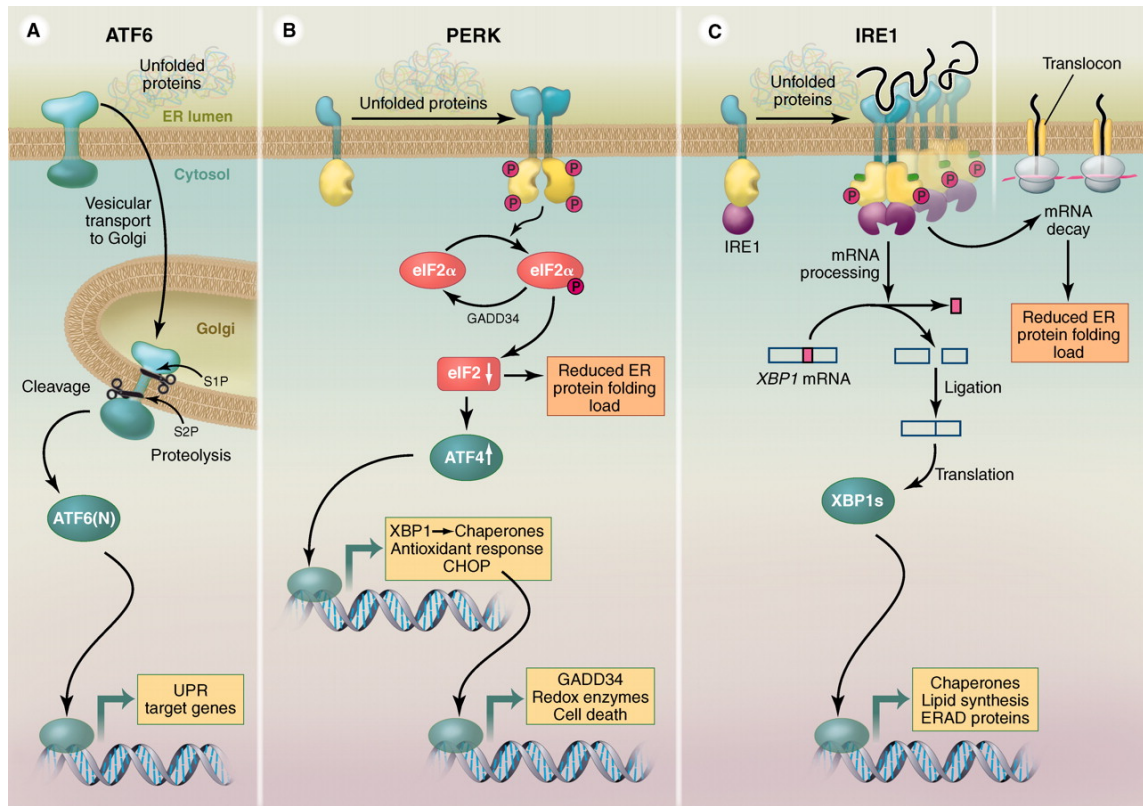 A
ATF6
Unfolded
proteins
ER lumen
Cytosol
Vesicular
transport
to Golgi
Golgi
S1P
Cleavage
S2P
Proteolysis
ATF6(N)
UPR
target genes
B
PERK
Unfolded proteins
P
P
P
P
eIF2α
eIF2α
P
GADD34
eIF2
Reduced ER
protein folding
load
ATF4
XBP1→Chaperones
Antioxidant response
CHOP
GADD34
Redox enzymes
Cell death
C
IRE1
Unfolded
proteins
Translocon
P
P
P
P
IRE1
mRNA
decay
mRNA
processing
Reduced ER
protein folding
load
XBP1 mRNA
Ligation
Translation
XBP1s
Chaperones
Lipid synthesis
ERAD proteins